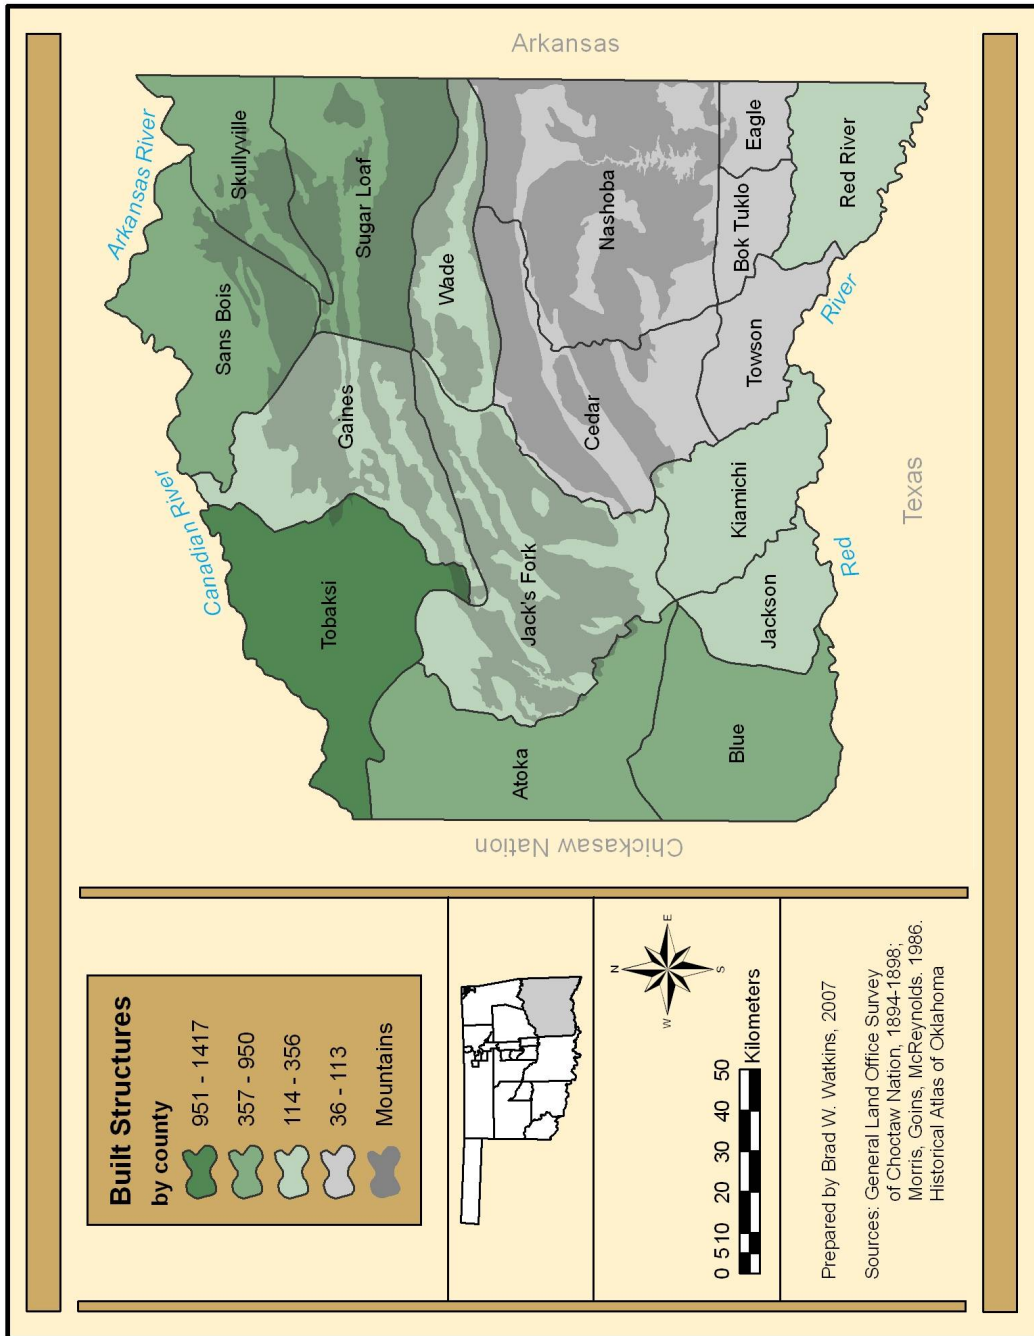 Built Structures
by county
951 - 1417
357 - 950
114 - 356
36 - 113
Mountains
N
W
E
S
0 5 10 20 30 40 50
Kilometers
Prepared by Brad W. Watkins, 2007
Sources: General Land Office Survey
of Choctaw Nation, 1894-1898;
Morris, Goins, McReynolds. 1986.
Historical Atlas of Oklahoma
Canadian River
Arkansas River
Arkansas
Chickasaw Nation
Texas
Red
River
Tobaksi
Sans Bois
Skullyville
Gaines
Sugar Loaf
Wade
Atoka
Jack's Fork
Cedar
Nashoba
Blue
Jackson
Kiamichi
Towson
Bok Tuklo
Eagle
Red River